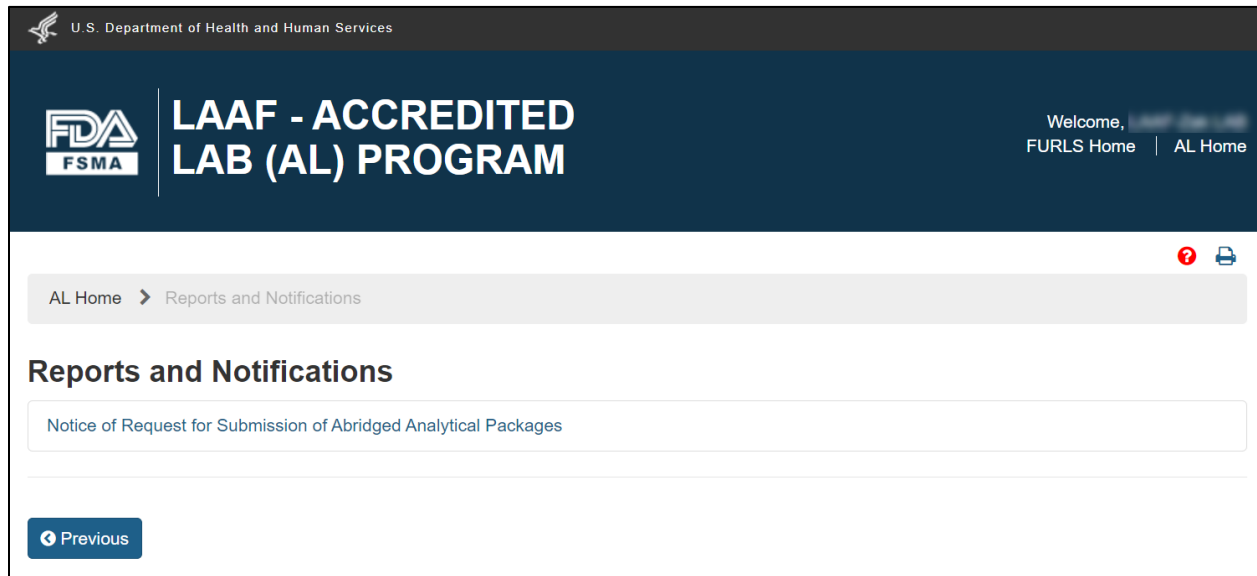 U.S. Department of Health and Human Services
FDA
FSMA
LAAF - ACCREDITED
LAB (AL) PROGRAM
Welcome,
FURLS Home | AL Home
AL Home > Reports and Notifications
Reports and Notifications
Notice of Request for Submission of Abridged Analytical Packages
Previous